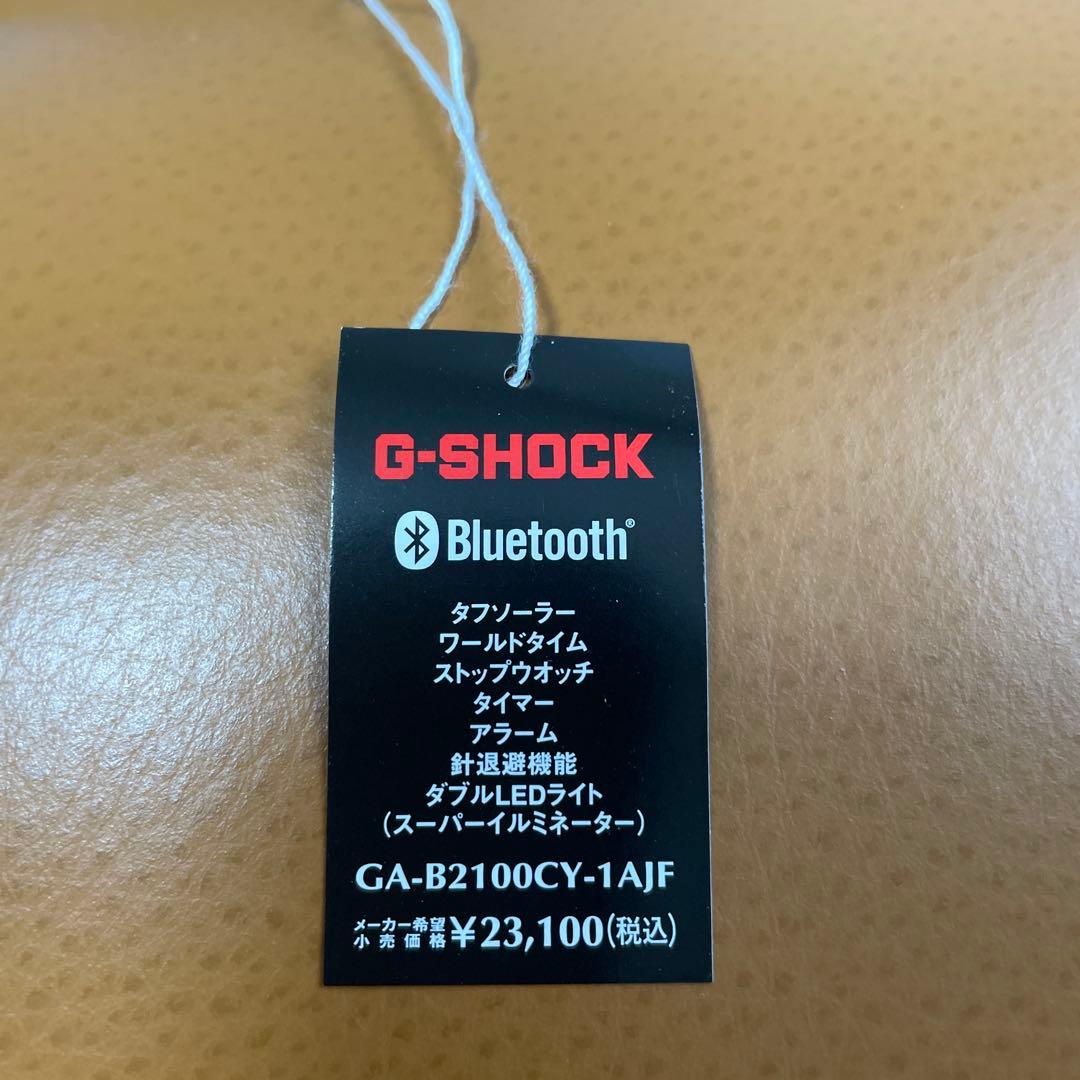 G-SHOCK
Bluetooth®
タフソーラー
ワールドタイム
ストップウオッチ
タイマー
アラーム
針退避機能
ダブルLEDライト
(スーパーイルミネーター)
GA-B2100CY-1AJF
メーカー希望
小売価格 ¥23,100(税込)